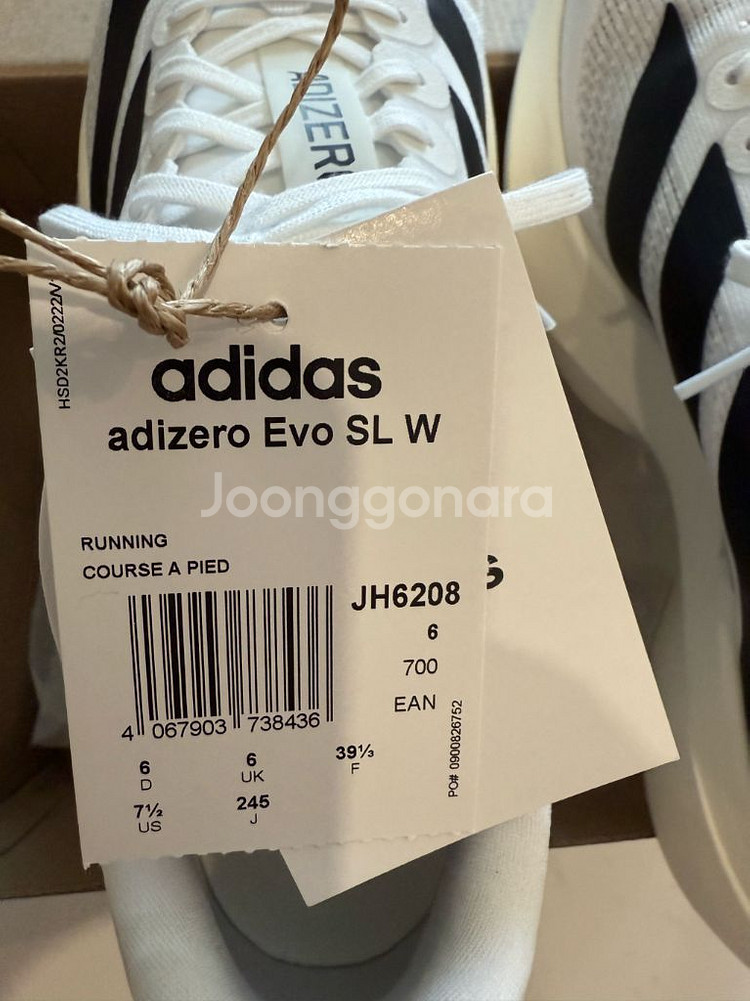 ADIZERO
HSD2KR2/0222/V
adidas
adizero Evo SL W
Joonggonara
RUNNING
COURSE A PIED
JH6208
6
700
EAN
4 067903 738436
PO# 0900826752
6
D
6
UK
39⅓
F
7½
US
245
J
s